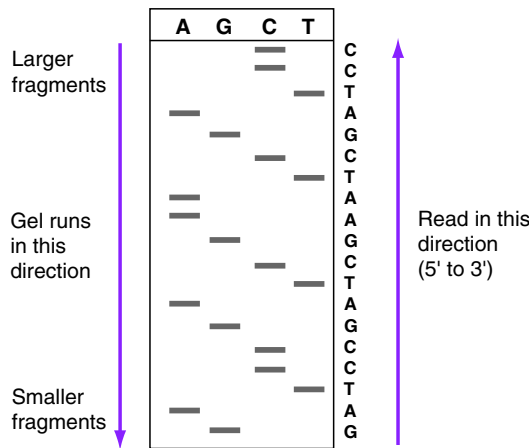 A G C T
Larger
fragments
Gel runs
in this
direction
Smaller
fragments
C
C
T
A
G
C
T
A
A
G
C
T
A
G
C
C
T
A
G
Read in this
direction
(5' to 3')